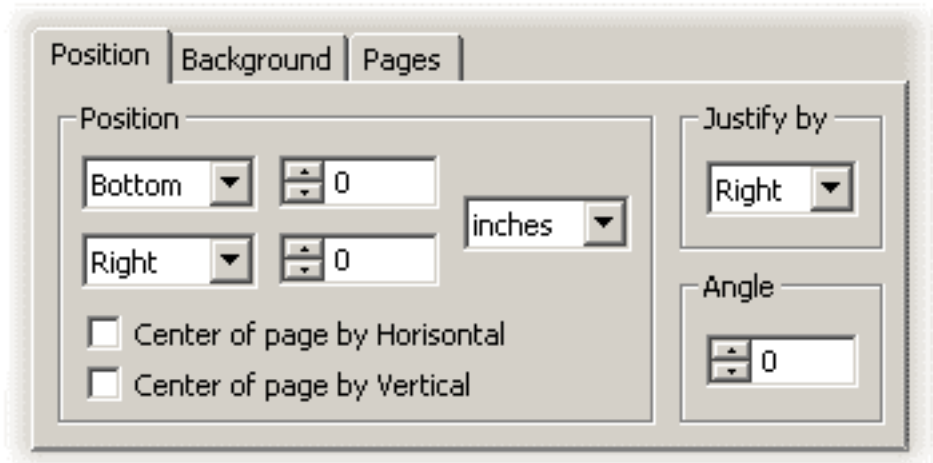 Position Background Pages
Position
Bottom 0
inches
Right 0
Center of page by Horisontal
Center of page by Vertical
Justify by
Right
Angle
0